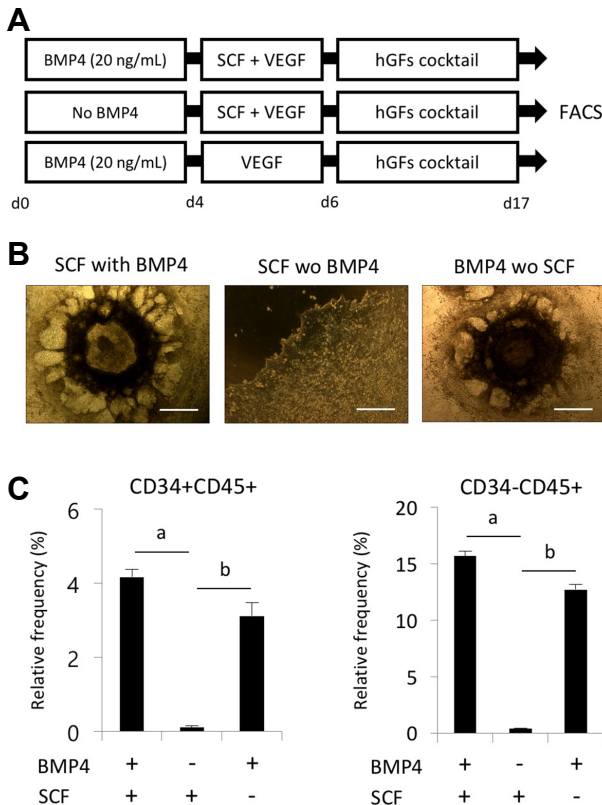 A
BMP4 (20 ng/mL) SCF + VEGF hGFs cocktail
No BMP4 SCF + VEGF hGFs cocktail FACS
BMP4 (20 ng/mL) VEGF hGFs cocktail
d0 d4 d6 d17
B
SCF with BMP4 SCF wo BMP4 BMP4 wo SCF
C
CD34+CD45+
Relative frequency (%)
6
4
2
0
a
b
BMP4 + - +
SCF + + -
CD34-CD45+
Relative frequency (%)
20
15
10
5
0
a
b
BMP4 + - +
SCF + + -